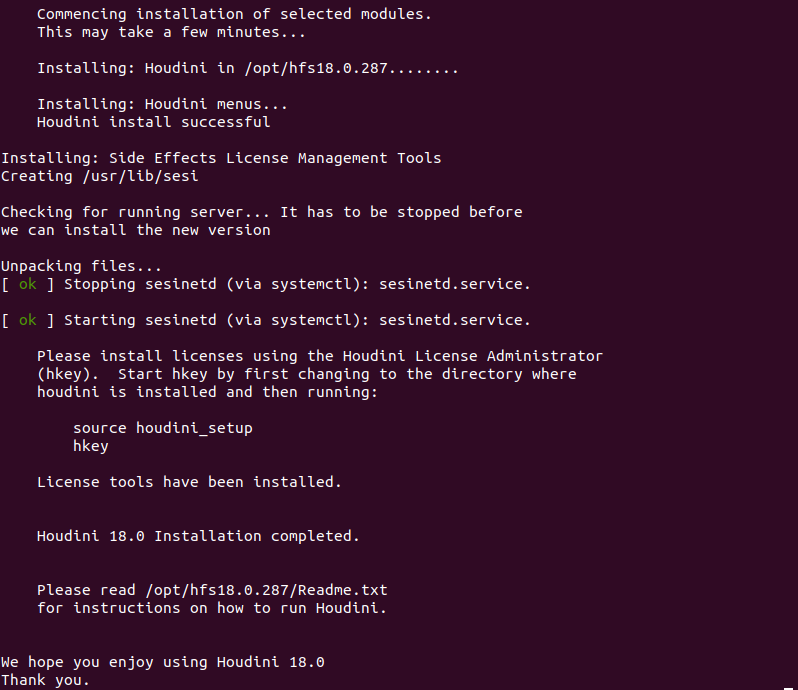 Commencing installation of selected modules.
This may take a few minutes...
Installing: Houdini in /opt/hfs18.0.287........
Installing: Houdini menus...
Houdini install successful
Installing: Side Effects License Management Tools
Creating /usr/lib/sesi
Checking for running server... It has to be stopped before
we can install the new version
Unpacking files...
[ ok ] Stopping sesinetd (via systemctl): sesinetd.service.
[ ok ] Starting sesinetd (via systemctl): sesinetd.service.
Please install licenses using the Houdini License Administrator
(hkey).  Start hkey by first changing to the directory where
houdini is installed and then running:
source houdini_setup
hkey
License tools have been installed.
Houdini 18.0 Installation completed.
Please read /opt/hfs18.0.287/Readme.txt
for instructions on how to run Houdini.
We hope you enjoy using Houdini 18.0
Thank you.